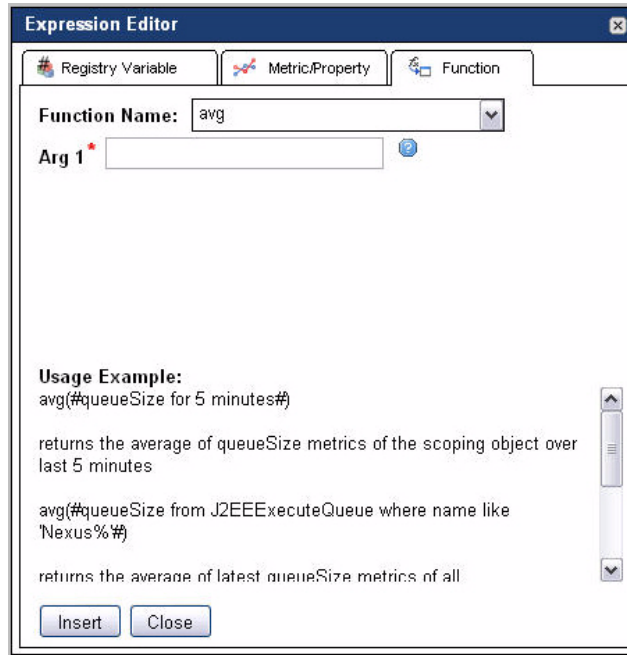 Expression Editor
Registry Variable
Metric/Property
Function
Function Name: avg
Arg 1*
Usage Example:
avg(#queueSize for 5 minutes#)
returns the average of queueSize metrics of the scoping object over
last 5 minutes
avg(#queueSize from J2EEExecuteQueue where name like
'Nexus%'#)
returns the average of latest queueSize metrics of all
Insert
Close